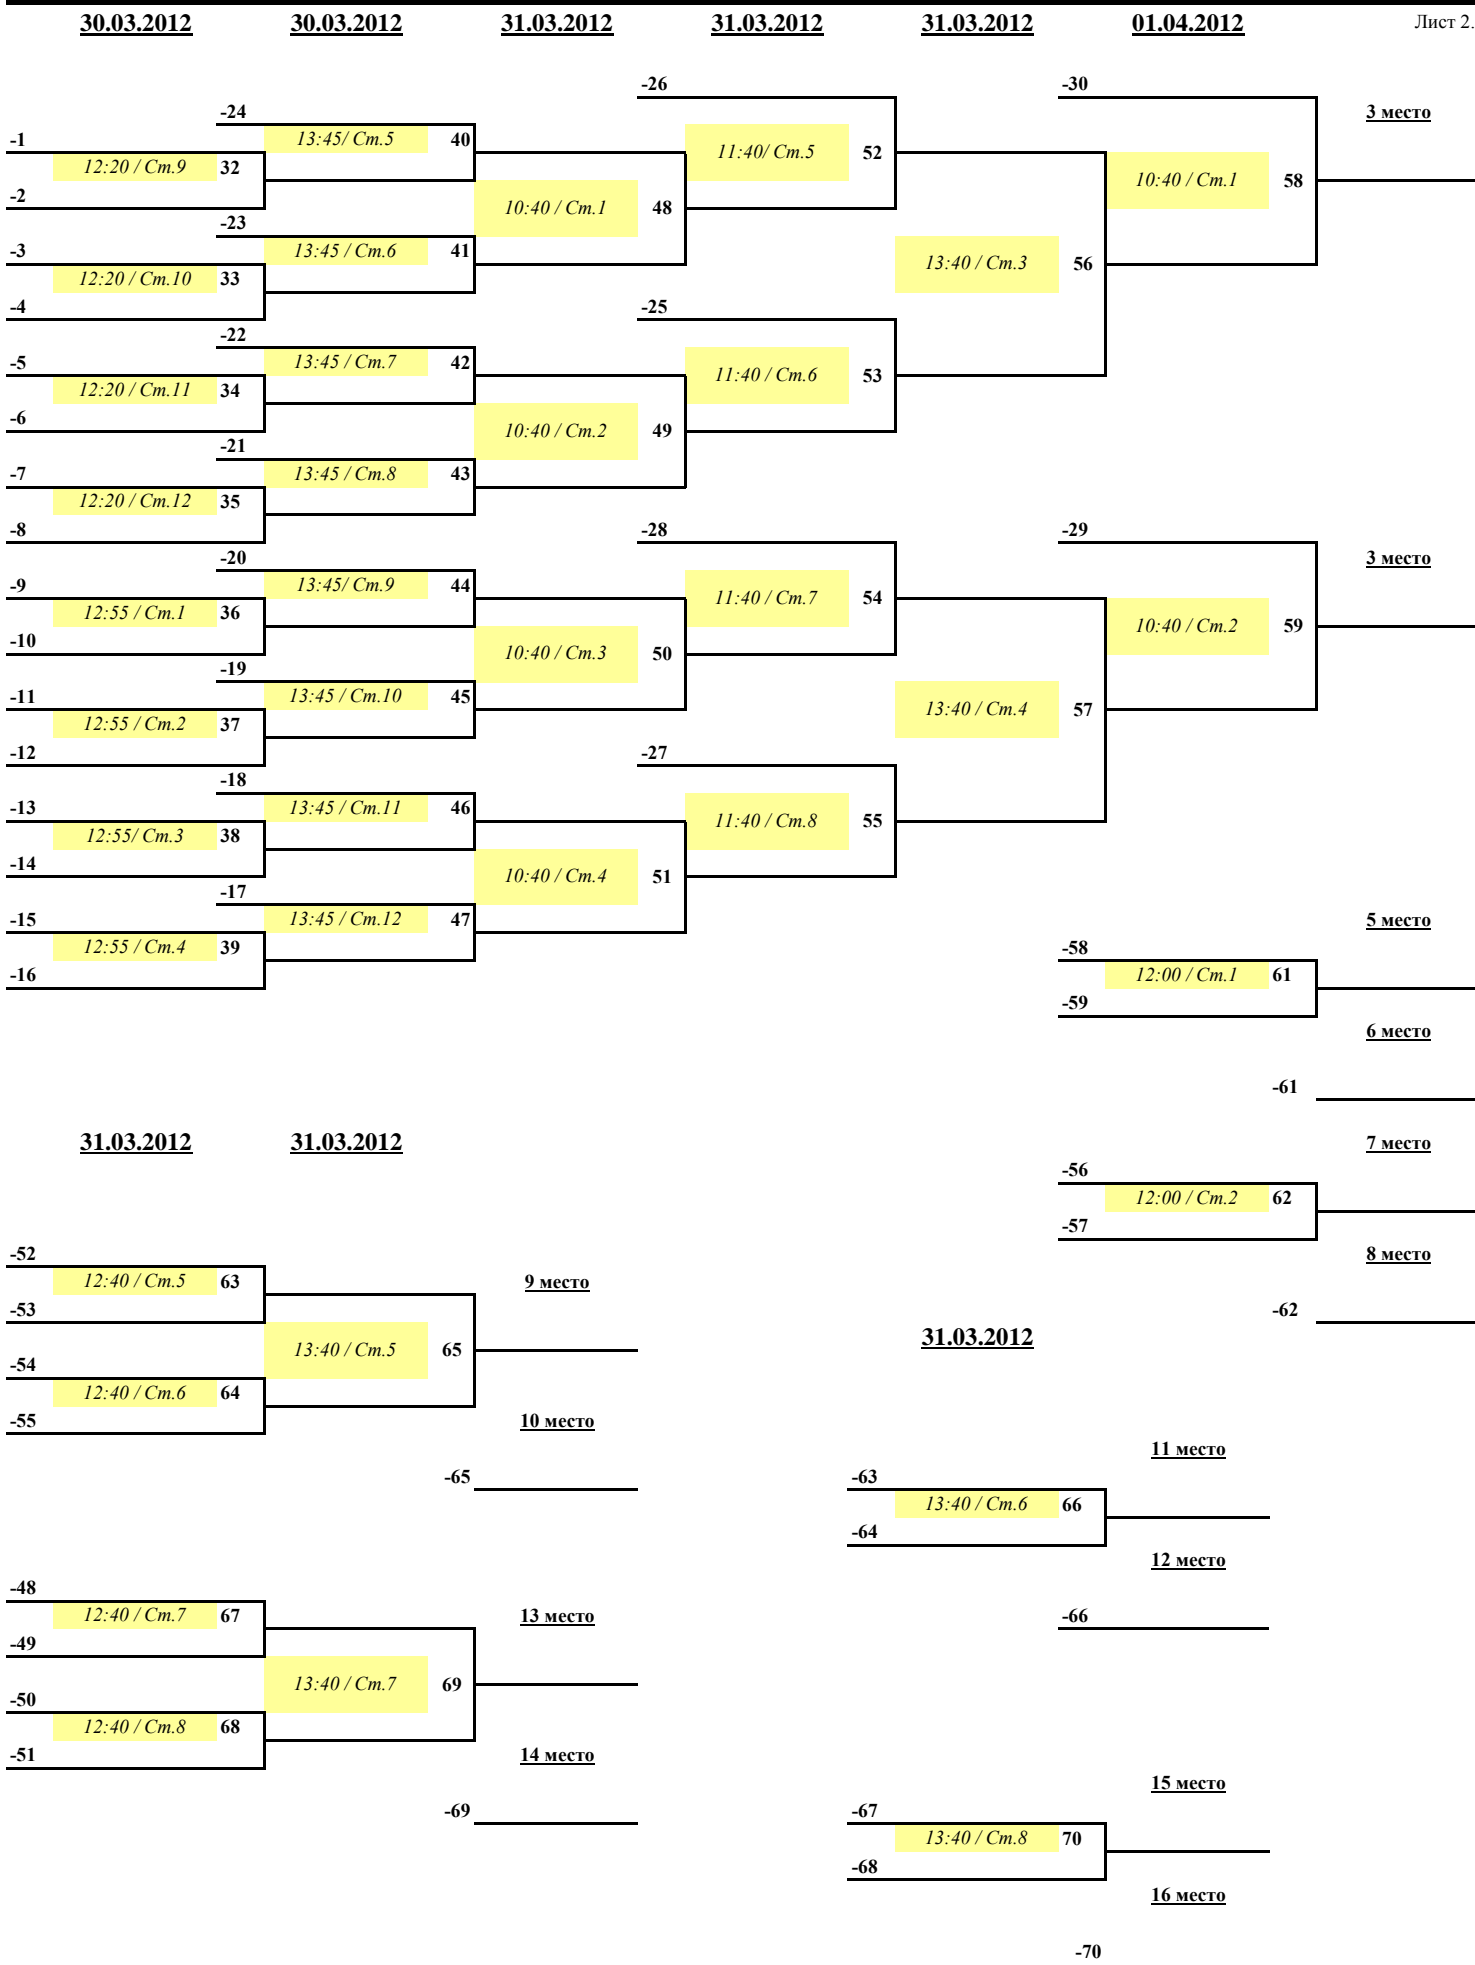 30.03.2012 30.03.2012 31.03.2012 31.03.2012 31.03.2012 01.04.2012 Лист 2.
-26 -30
-24 3 место
-1 13:45/ Ст.5 40
12:20 / Ст.9 32 11:40/ Ст.5 52
10:40 / Ст.1 58
-2 10:40 / Ст.1 48
-23
-3 13:45 / Ст.6 41
12:20 / Ст.10 33 13:40 / Ст.3 56
-4 -25
-22
-5 13:45 / Ст.7 42
12:20 / Ст.11 34 11:40 / Ст.6 53
-6 10:40 / Ст.2 49
-21
-7 13:45 / Ст.8 43
12:20 / Ст.12 35
-8 -28 -29
-20 3 место
-9 13:45/ Ст.9 44
12:55 / Ст.1 36 11:40 / Ст.7 54
10:40 / Ст.2 59
-10 10:40 / Ст.3 50
-19
-11 13:45 / Ст.10 45
12:55 / Ст.2 37 13:40 / Ст.4 57
-12 -27
-18
-13 13:45 / Ст.11 46
12:55/ Ст.3 38 11:40 / Ст.8 55
-14 10:40 / Ст.4 51
-17
-15 13:45 / Ст.12 47 5 место
12:55 / Ст.4 39 -58
-16 12:00 / Ст.1 61
-59
6 место
-61
31.03.2012 31.03.2012 7 место
-56
12:00 / Ст.2 62
-57
-52 8 место
12:40 / Ст.5 63 9 место
-53 -62
31.03.2012
13:40 / Ст.5 65
-54
12:40 / Ст.6 64
-55 10 место
11 место
-65 -63
13:40 / Ст.6 66
-64
12 место
-48
12:40 / Ст.7 67 13 место -66
-49
13:40 / Ст.7 69
-50
12:40 / Ст.8 68
-51 14 место
15 место
-69 -67
13:40 / Ст.8 70
-68
16 место
-70